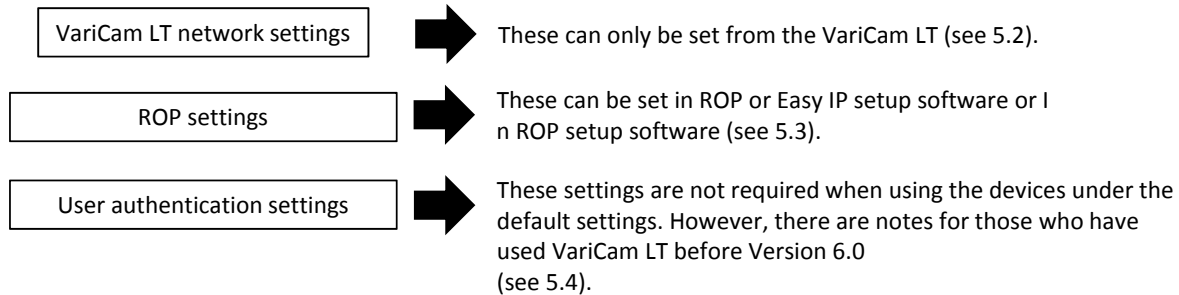 VariCam LT network settings
These can only be set from the VariCam LT (see 5.2).
ROP settings
These can be set in ROP or Easy IP setup software or I
n ROP setup software (see 5.3).
User authentication settings
These settings are not required when using the devices under the
default settings. However, there are notes for those who have
used VariCam LT before Version 6.0
(see 5.4).